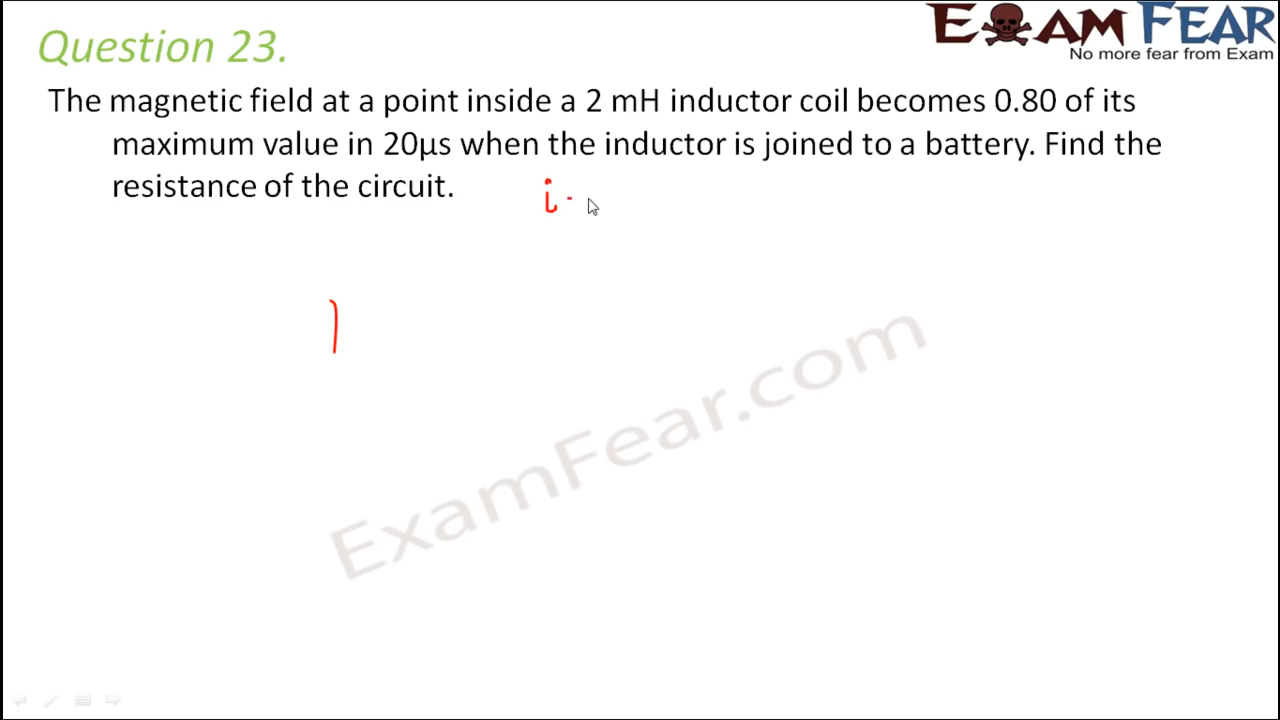 EXAM FEAR
No more fear from Exam
Question 23.
The magnetic field at a point inside a 2 mH inductor coil becomes 0.80 of its
maximum value in 20μs when the inductor is joined to a battery. Find the
resistance of the circuit.
i -
ExamFear.com